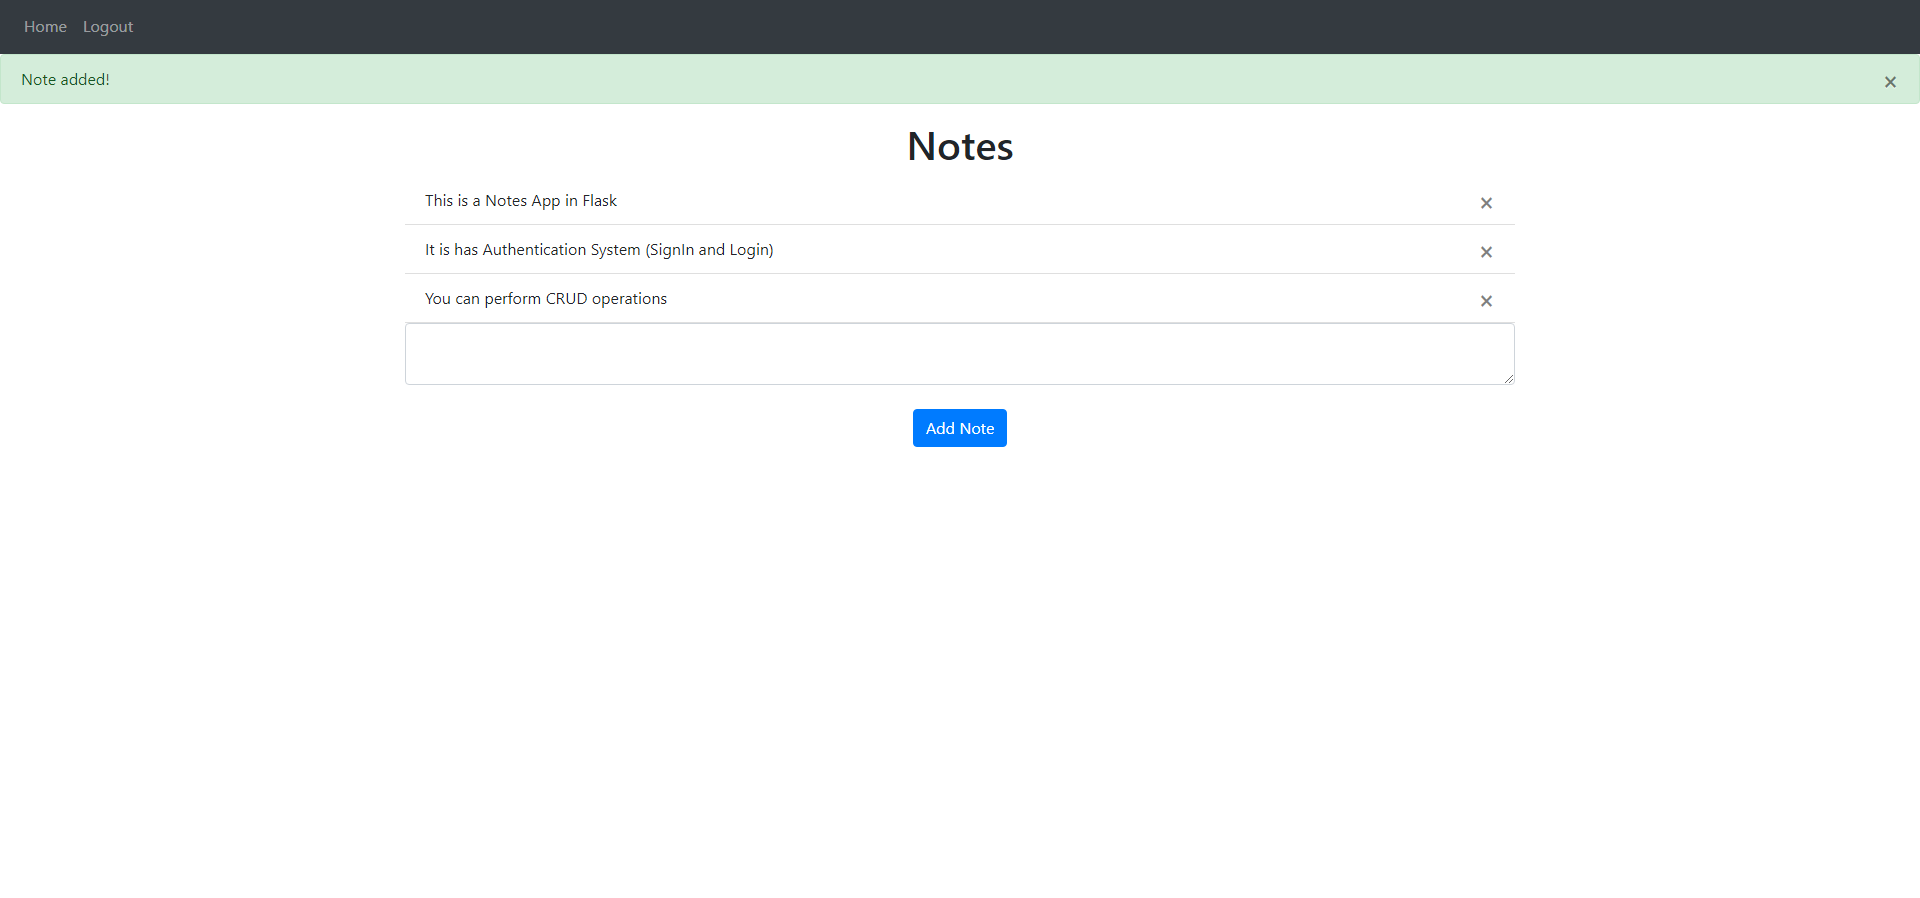 Home Logout
Note added! ×
Notes
This is a Notes App in Flask ×
It is has Authentication System (SignIn and Login) ×
You can perform CRUD operations ×
Add Note